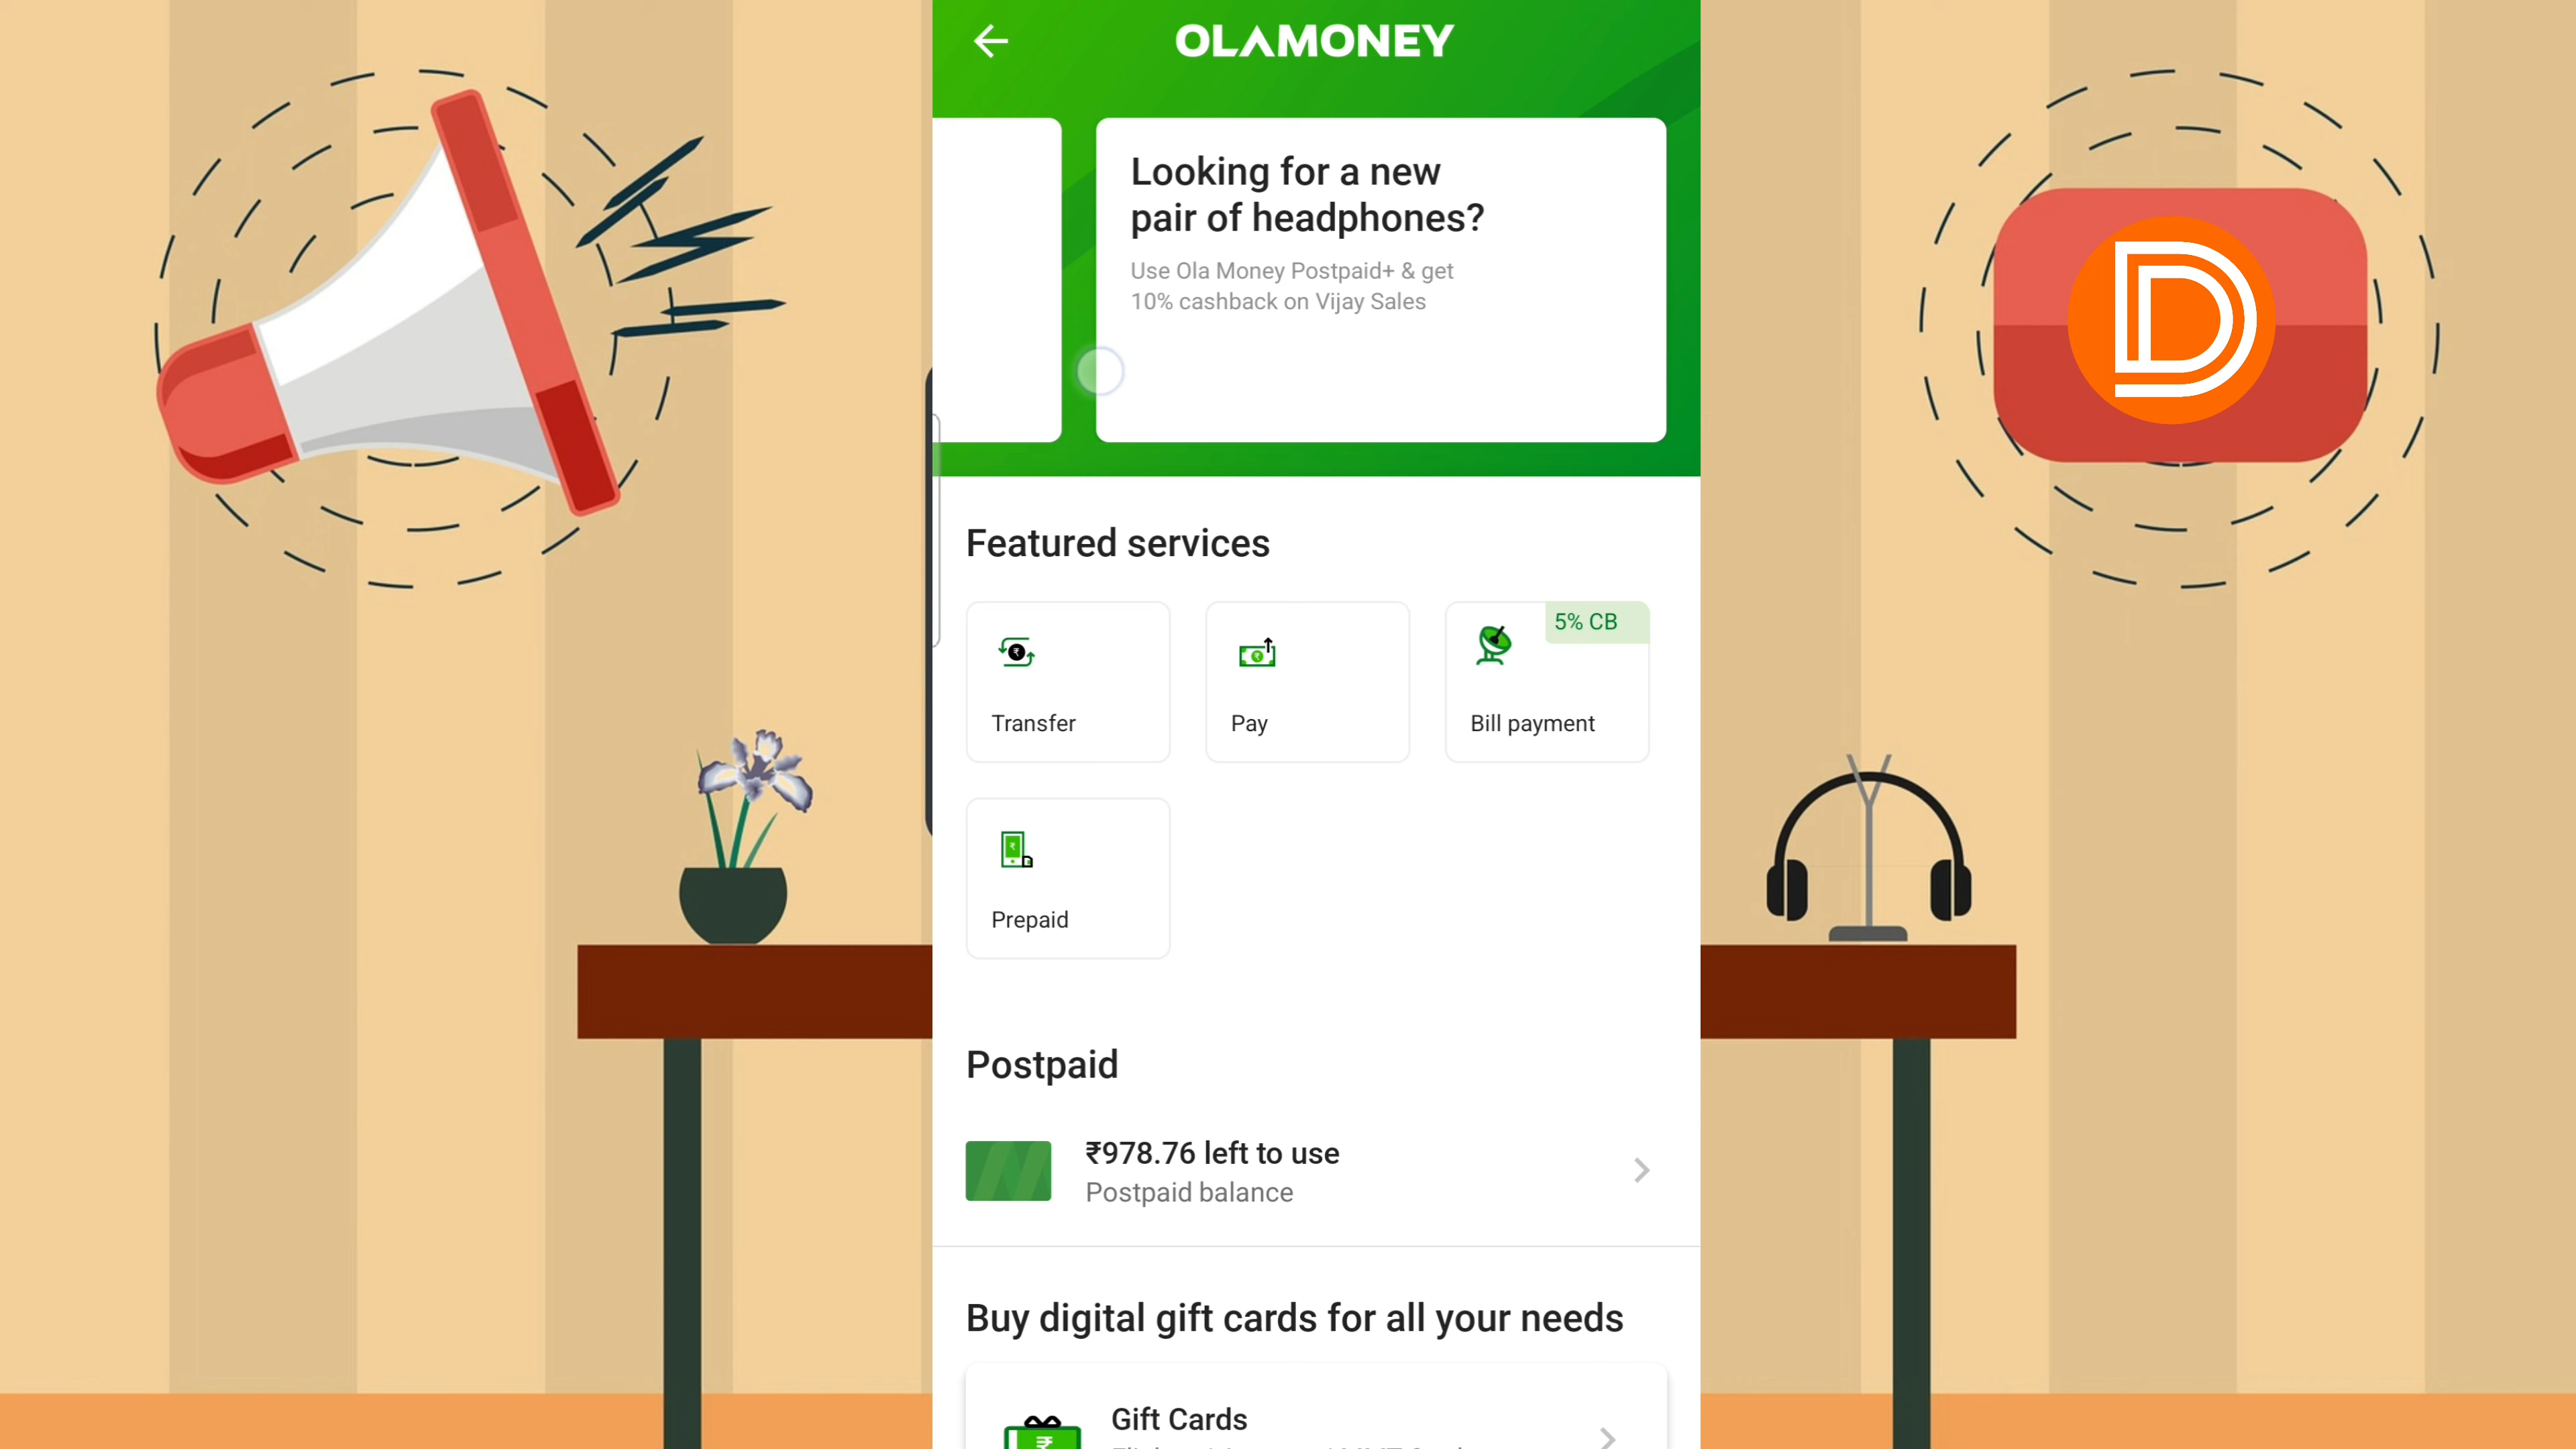 OLAMONEY
Looking for a new
pair of headphones?
Use Ola Money Postpaid+ & get
10% cashback on Vijay Sales
Featured services
5% CB
Transfer
Pay
Bill payment
Prepaid
Postpaid
₹978.76 left to use
Postpaid balance
Buy digital gift cards for all your needs
Gift Cards